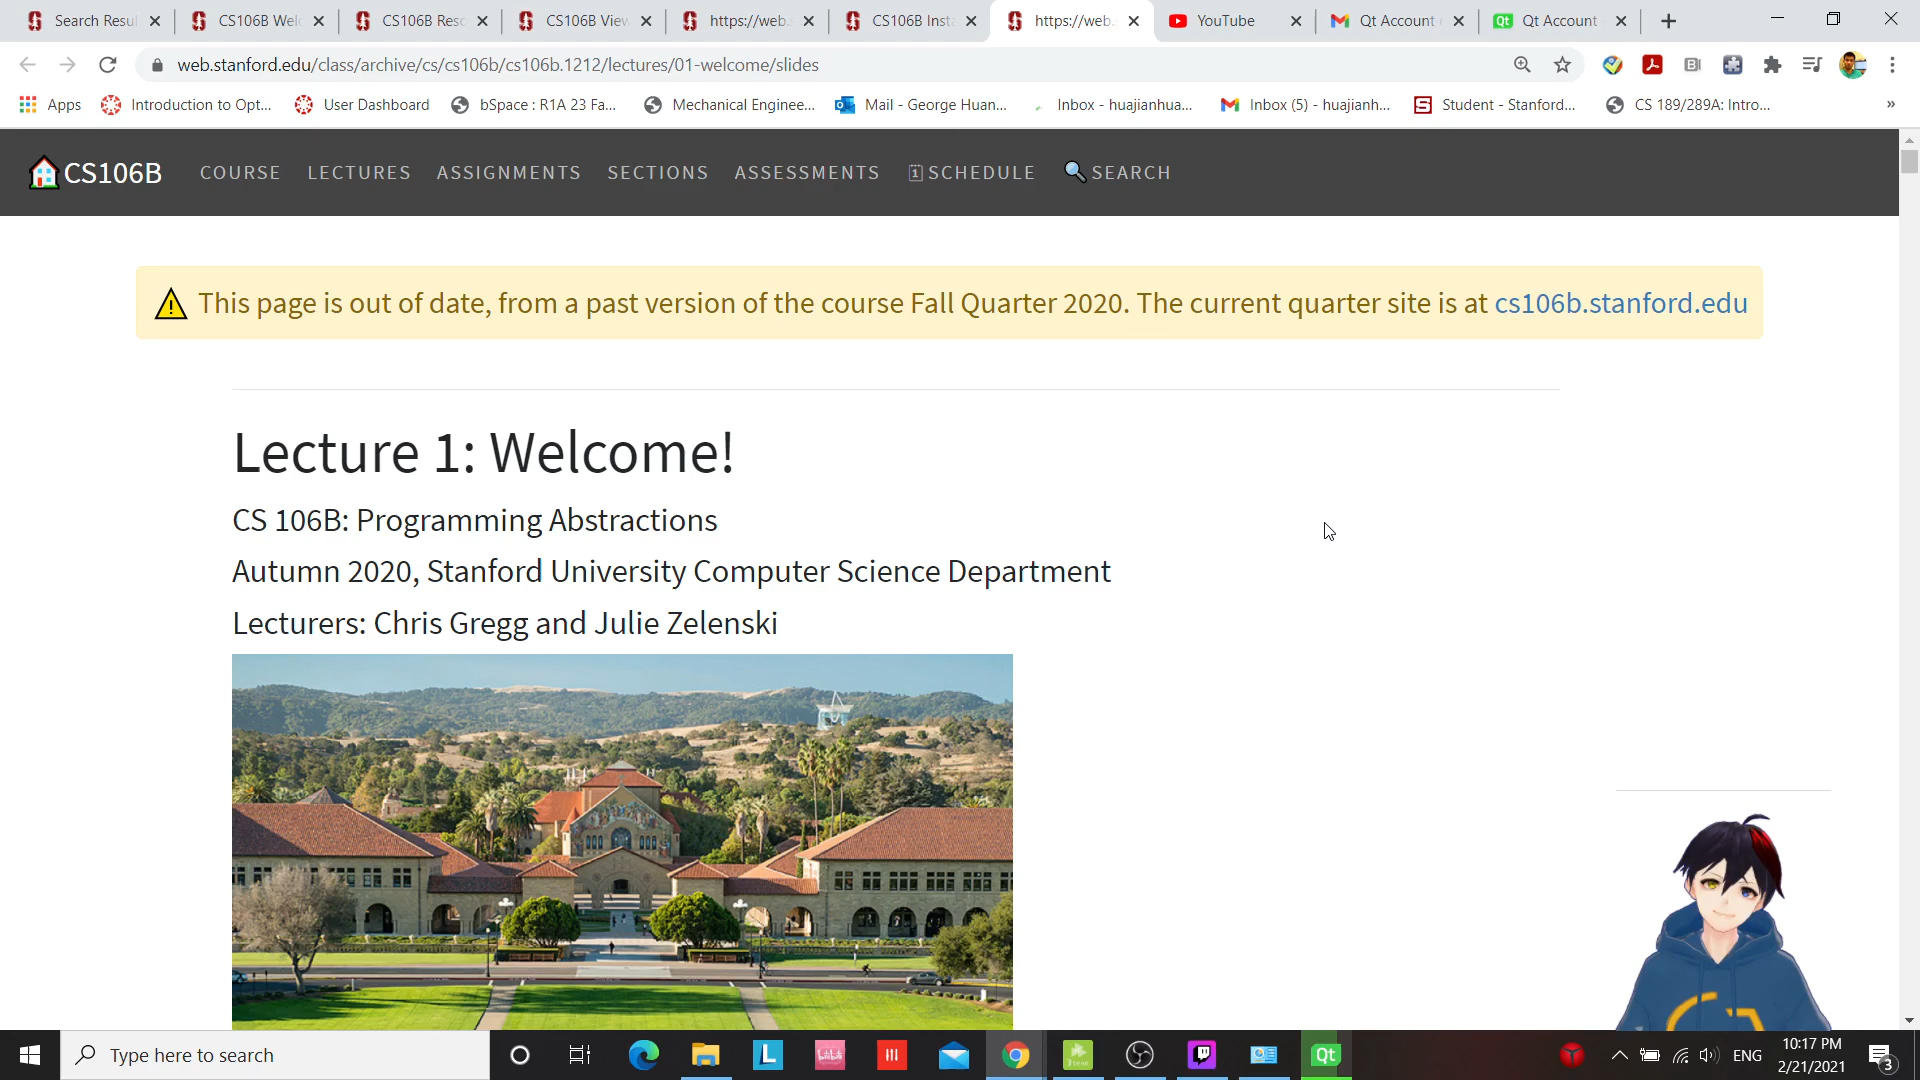 Search Resul
CS106B Welc
CS106B Reso
CS106B View
https://web.
CS106B Insta
https://web.
YouTube
Qt Account
Qt Account
web.stanford.edu/class/archive/cs/cs106b/cs106b.1212/lectures/01-welcome/slides
Apps
Introduction to Opt...
User Dashboard
bSpace : R1A 23 Fa...
Mechanical Enginee...
Mail - George Huan...
Inbox - huajianhua...
Inbox (5) - huajianh...
Student - Stanford...
CS 189/289A: Intro...
CS106B
COURSE
LECTURES
ASSIGNMENTS
SECTIONS
ASSESSMENTS
SCHEDULE
SEARCH
This page is out of date, from a past version of the course Fall Quarter 2020. The current quarter site is at cs106b.stanford.edu
Lecture 1: Welcome!
CS 106B: Programming Abstractions
Autumn 2020, Stanford University Computer Science Department
Lecturers: Chris Gregg and Julie Zelenski
Type here to search
ENG
10:17 PM
2/21/2021
3